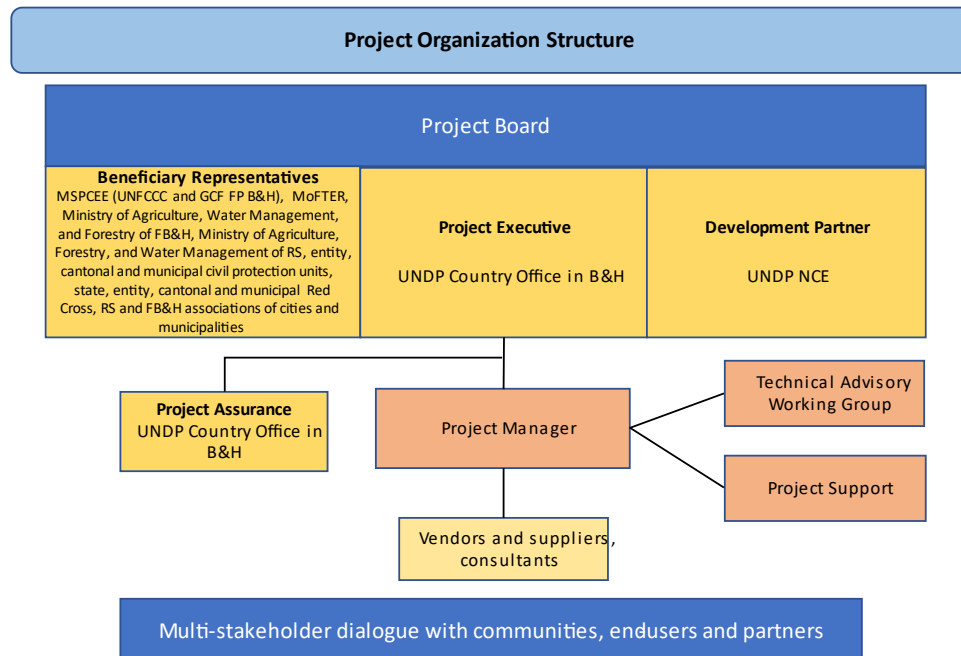 Project Organization Structure
Project Board
Beneficiary Representatives
MSPCEE (UNFCCC and GCF FP B&H), MoFTER,
Ministry of Agriculture, Water Management,
and Forestry of FB&H, Ministry of Agriculture,
Forestry, and Water Management of RS, entity,
cantonal and municipal civil protection units,
state, entity, cantonal and municipal Red
Cross, RS and FB&H associations of cities and
municipalities
Project Executive
UNDP Country Office in B&H
Development Partner
UNDP NCE
Project Assurance
UNDP Country Office in
B&H
Project Manager
Technical Advisory
Working Group
Project Support
Vendors and suppliers,
consultants
Multi-stakeholder dialogue with communities, endusers and partners